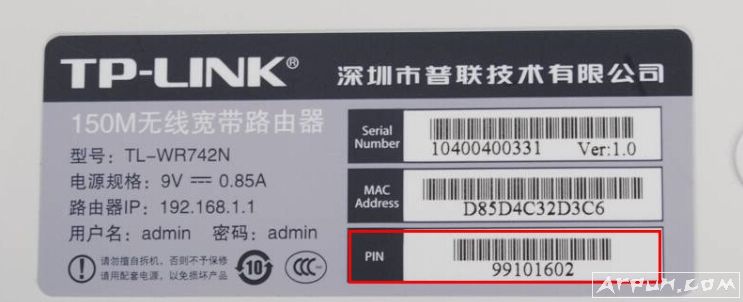 TP-LINK® 深圳市普联技术有限公司
150M无线宽带路由器
型号：TL-WR742N
电源规格：9V ⎓ 0.85A
路由器IP：192.168.1.1
用户名：admin 密码：admin
请勿擅自拆机，否则不予保修
请用配套电源，以免损坏产品
10
CCC
Serial Number
10400400331 Ver:1.0
MAC Address
D85D4C32D3C6
PIN
99101602
Arpun.com